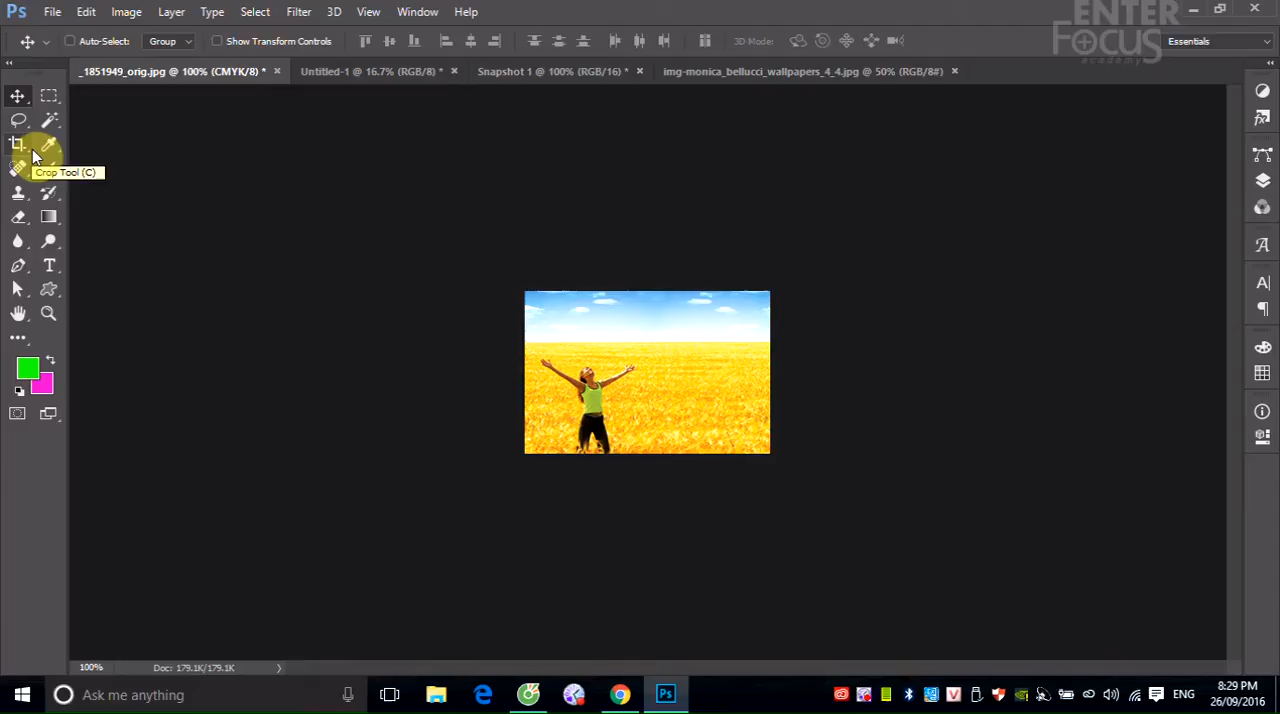 Ps File Edit Image Layer Type Select Filter 3D View Window Help
ENTER
FOCUS
academy
Auto-Select: Group Show Transform Controls 3D Mode: Essentials
_1851949_orig.jpg @ 100% (CMYK/8) * × Untitled-1 @ 16.7% (RGB/8) * × Snapshot 1 @ 100% (RGB/16) * × img-monica_bellucci_wallpapers_4_4.jpg @ 50% (RGB/8#) ×
Crop Tool (C)
100% Doc: 179.1K/179.1K
Ask me anything
Ps
ENG
8:29 PM
26/09/2016